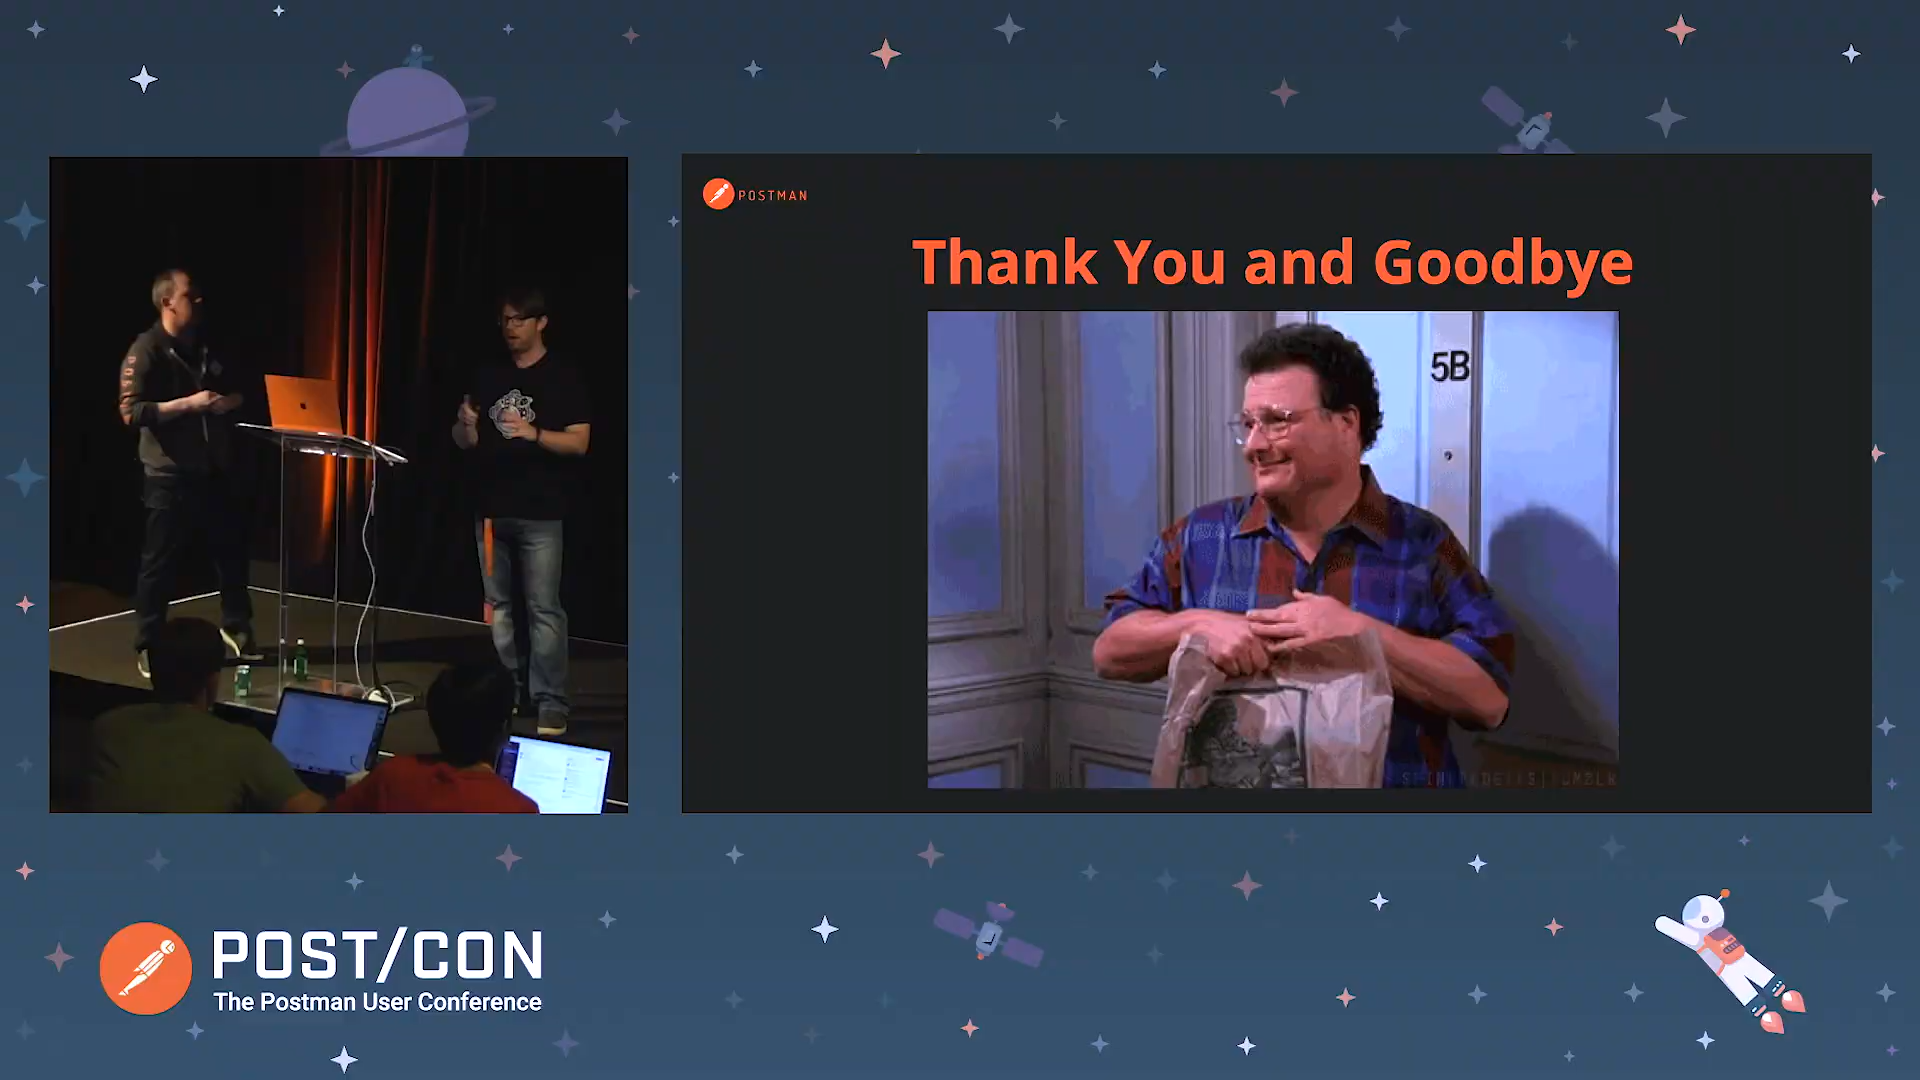 POSTMAN
Thank You and Goodbye
5B
POST/CON
The Postman User Conference